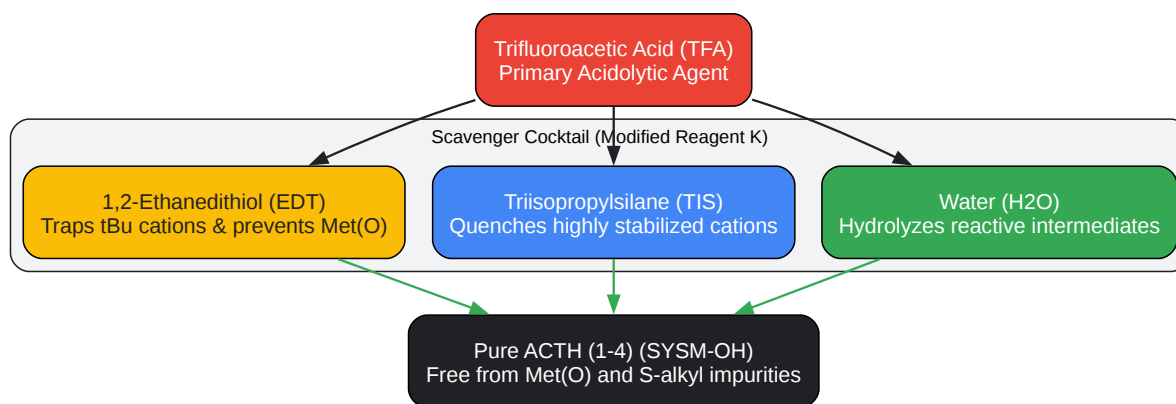 Trifluoroacetic Acid (TFA)
Primary Acidolytic Agent
Scavenger Cocktail (Modified Reagent K)
1,2-Ethanedithiol (EDT)
Traps tBu cations & prevents Met(O)
Triisopropylsilane (TIS)
Quenches highly stabilized cations
Water (H2O)
Hydrolyzes reactive intermediates
Pure ACTH (1-4) (SYSM-OH)
Free from Met(O) and S-alkyl impurities